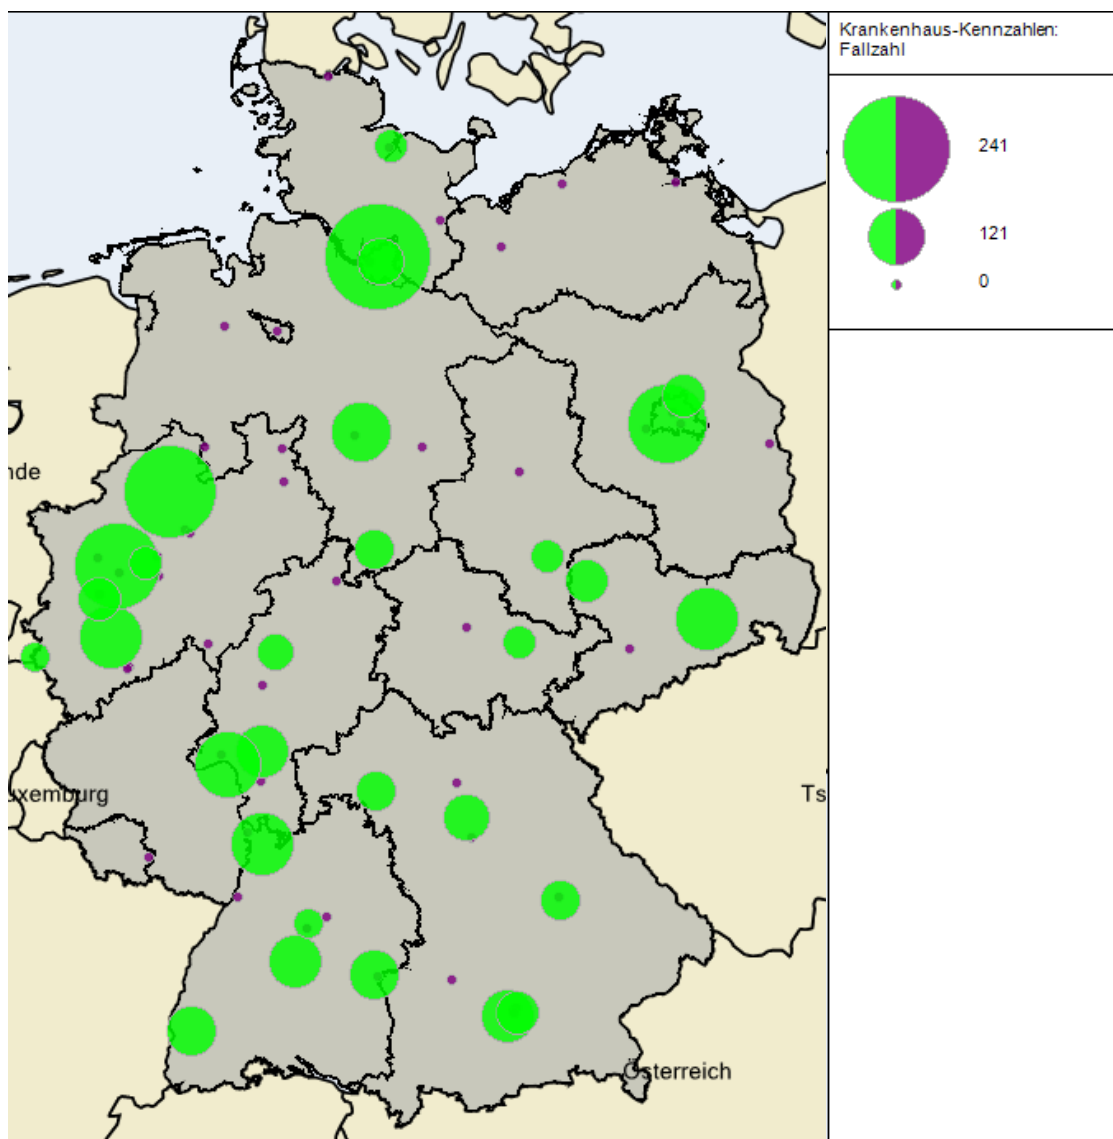 Krankenhaus-Kennzahlen:
Fallzahl
241
121
0
nde
uxemburg
Ts
Österreich